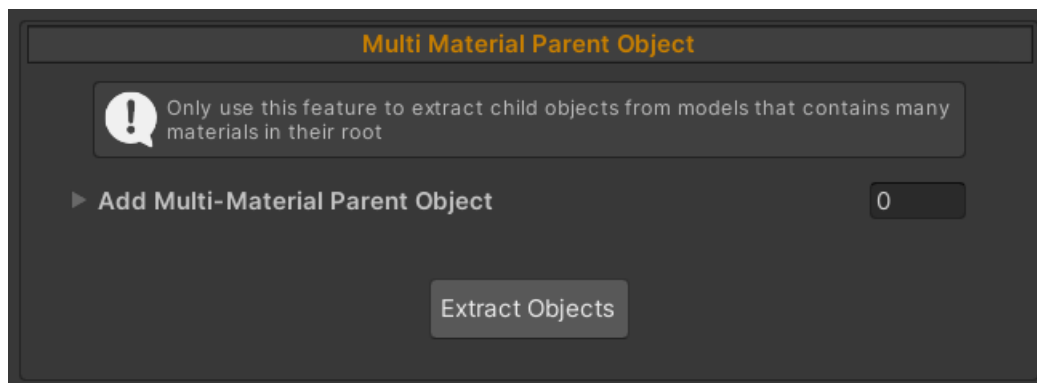 Multi Material Parent Object
Only use this feature to extract child objects from models that contains many
materials in their root
Add Multi-Material Parent Object
0
Extract Objects